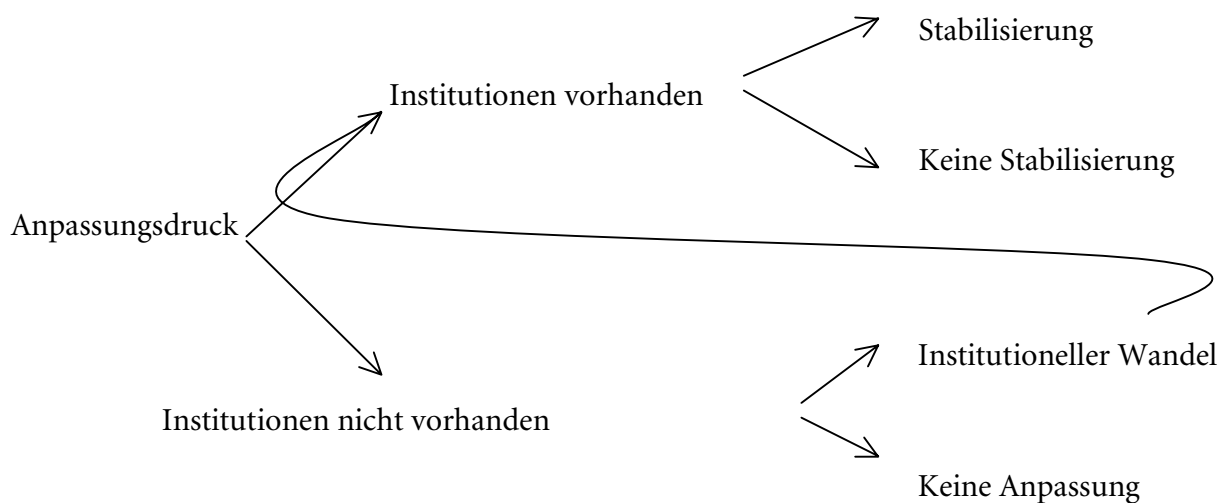 Stabilisierung
Institutionen vorhanden
Keine Stabilisierung
Anpassungsdruck
Institutioneller Wandel
Institutionen nicht vorhanden
Keine Anpassung